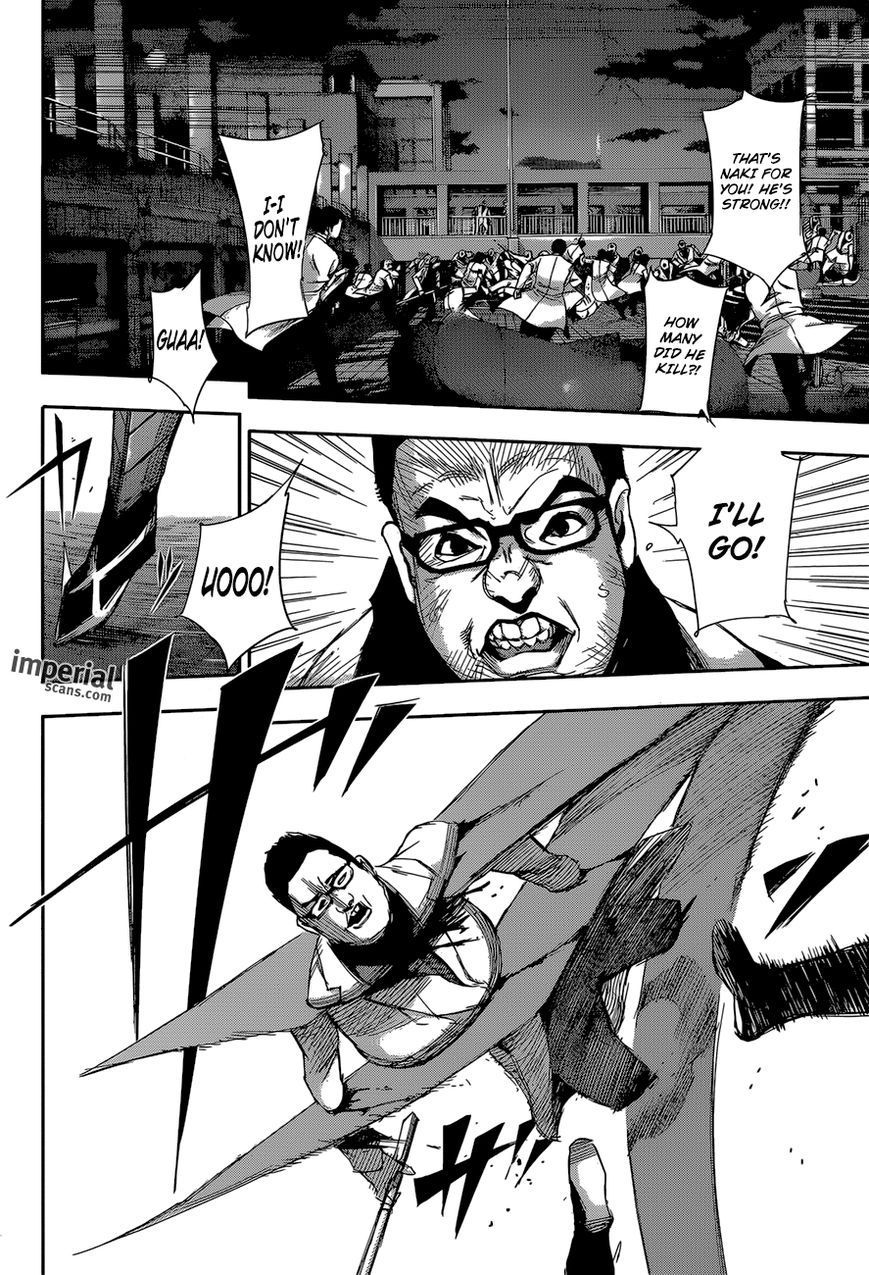 THAT'S
NAKI FOR
YOU! HE'S
STRONG!!
HOW
MANY
DID HE
KILL?!
I-I
DON'T
KNOW!
GUAA!
I'LL
GO!
UOOO!
imperial
scans.com